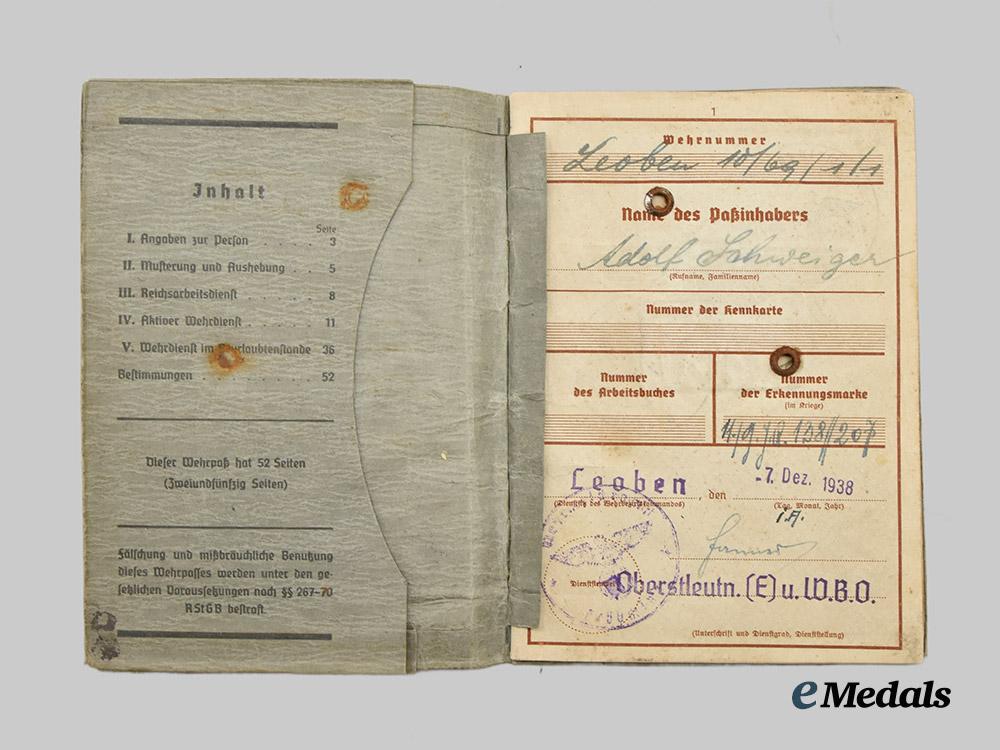 Inhalt
Seite
I. Angaben zur Person . . . . . 3
II. Musterung und Aushebung . . 5
III. Reichsarbeitsdienst . . . . . . 8
IV. Aktiver Wehrdienst . . . . . . 11
V. Wehrdienst im Beurlaubtenstande 36
Bestimmungen . . . . . . . . . 52
Dieser Wehrpaß hat 52 Seiten
(Zweiundfünfzig Seiten)
Fälschung und mißbräuchliche Benutzung
dieses Wehrpasses werden unter den ge-
setzlichen Voraussetzungen nach §§ 267-70
RStGB bestraft.
1
Wehrnummer
Leoben 10/69/1/1
Name des Paßinhabers
Adolf Schweiger
(Rufname, Familienname)
Nummer der Kennkarte
Nummer
des Arbeitsbuches
Nummer
der Erkennungsmarke
(im Kriege)
138/207
Leoben, den -7. Dez. 1938
(Dienstsitz des Wehrbezirkkommandos) (Tag, Monat, Jahr)
i.A.
Oberstleutn. (E) u. W.B.O.
(Unterschrift und Dienstgrad, Dienststellung)
eMedals